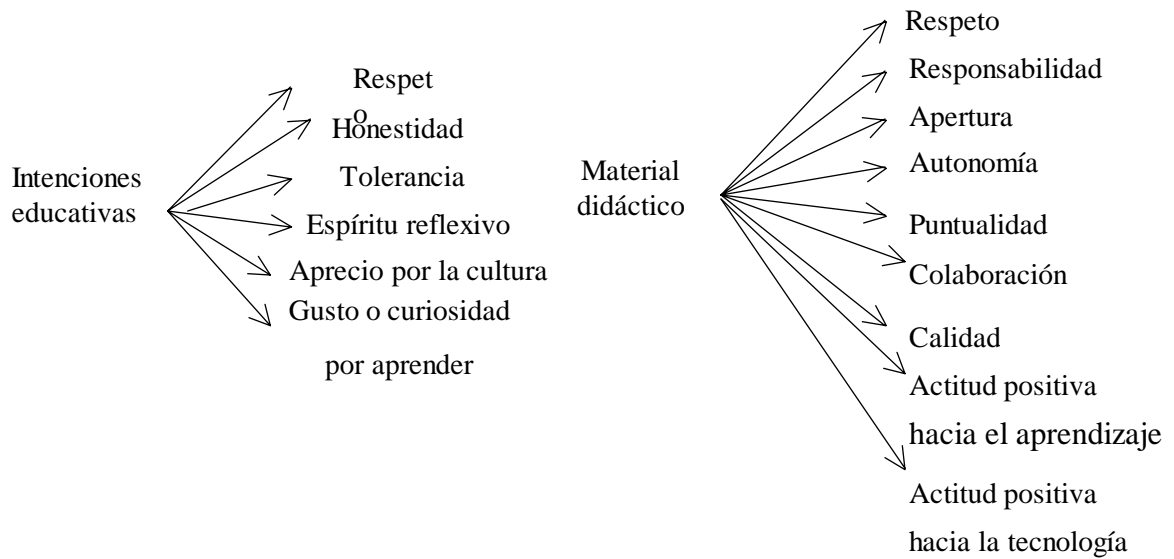 Intenciones
educativas
Respet
o
Honestidad
Tolerancia
Espíritu reflexivo
Aprecio por la cultura
Gusto o curiosidad
por aprender
Material
didáctico
Respeto
Responsabilidad
Apertura
Autonomía
Puntualidad
Colaboración
Calidad
Actitud positiva
hacia el aprendizaje
Actitud positiva
hacia la tecnología